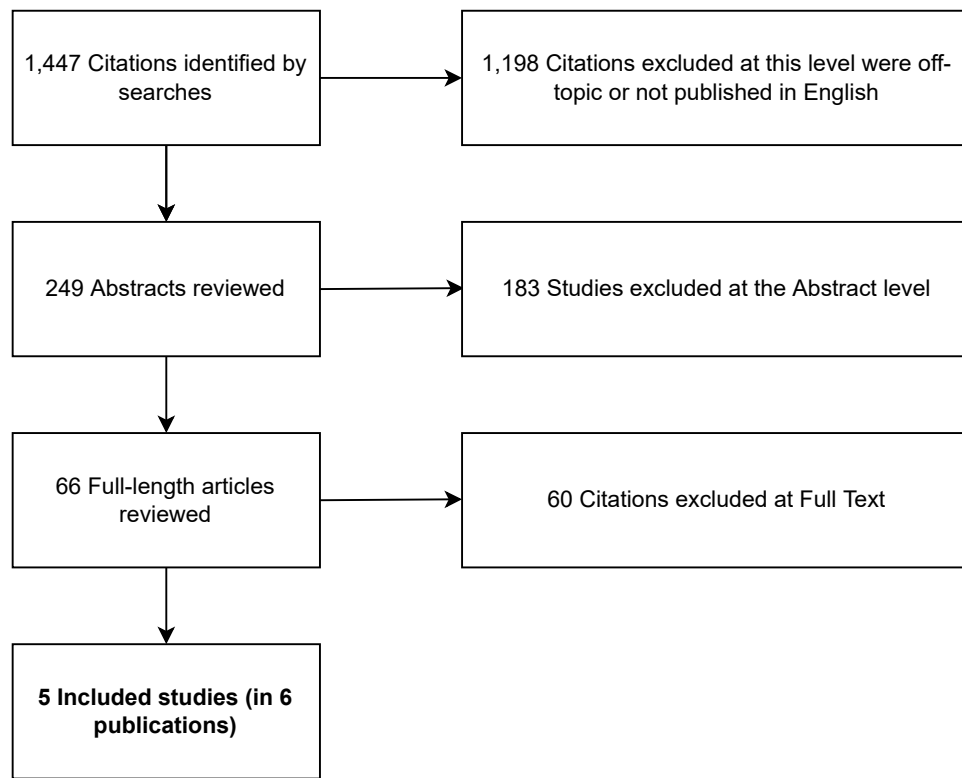 1,447 Citations identified by
searches
1,198 Citations excluded at this level were off-
topic or not published in English
249 Abstracts reviewed
183 Studies excluded at the Abstract level
66 Full-length articles
reviewed
60 Citations excluded at Full Text
5 Included studies (in 6
publications)